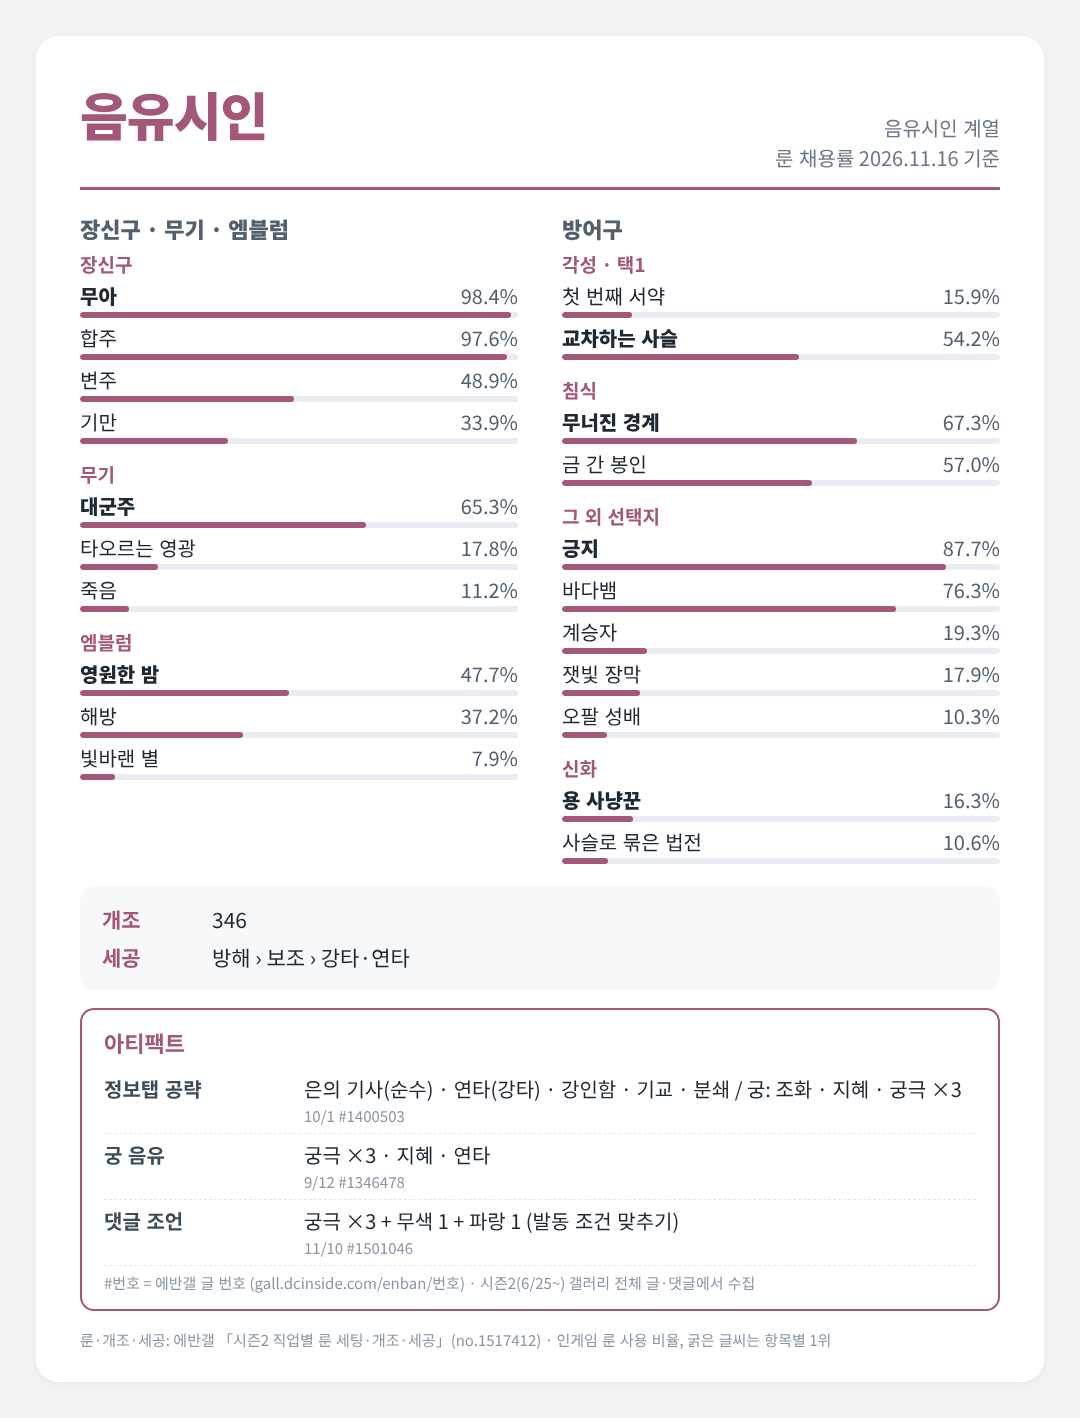 음유시인
음유시인 계열
룬 채용률 2026.11.16 기준
장신구 · 무기 · 엠블럼
장신구
무아 98.4%
합주 97.6%
변주 48.9%
기만 33.9%
무기
대군주 65.3%
타오르는 영광 17.8%
죽음 11.2%
엠블럼
영원한 밤 47.7%
해방 37.2%
빛바랜 별 7.9%
방어구
각성 · 택1
첫 번째 서약 15.9%
교차하는 사슬 54.2%
침식
무너진 경계 67.3%
금 간 봉인 57.0%
그 외 선택지
긍지 87.7%
바다뱀 76.3%
계승자 19.3%
잿빛 장막 17.9%
오팔 성배 10.3%
신화
용 사냥꾼 16.3%
사슬로 묶은 법전 10.6%
개조 346
세공 방해 › 보조 › 강타·연타
아티팩트
정보탭 공략 은의 기사(순수) · 연타(강타) · 강인함 · 기교 · 분쇄 / 궁: 조화 · 지혜 · 궁극 ×3
10/1 #1400503
궁 음유 궁극 ×3 · 지혜 · 연타
9/12 #1346478
댓글 조언 궁극 ×3 + 무색 1 + 파랑 1 (발동 조건 맞추기)
11/10 #1501046
#번호 = 에반갤 글 번호 (gall.dcinside.com/enban/번호) · 시즌2(6/25~) 갤러리 전체 글·댓글에서 수집
룬·개조·세공: 에반갤 「시즌2 직업별 룬 세팅·개조·세공」(no.1517412) · 인게임 룬 사용 비율, 굵은 글씨는 항목별 1위